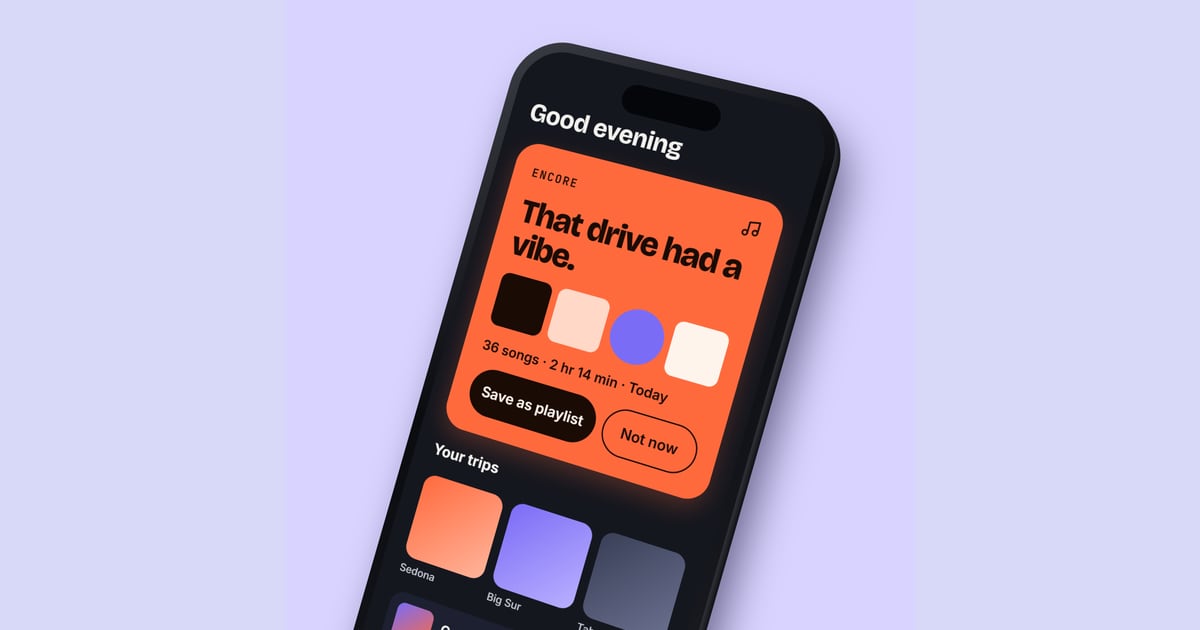 Good evening
ENCORE
That drive had a
vibe.
36 songs · 2 hr 14 min · Today
Save as playlist
Not now
Your trips
Sedona
Big Sur